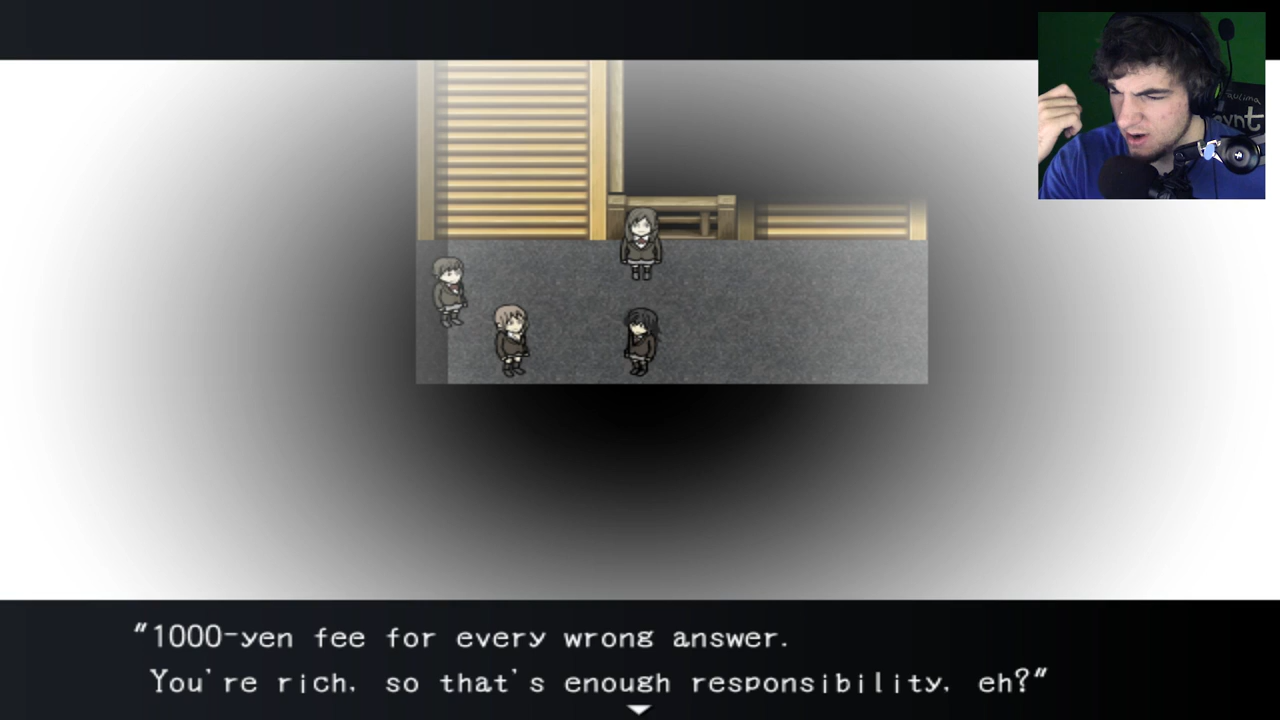 "1000-yen fee for every wrong answer.
You're rich, so that's enough responsibility, eh?"